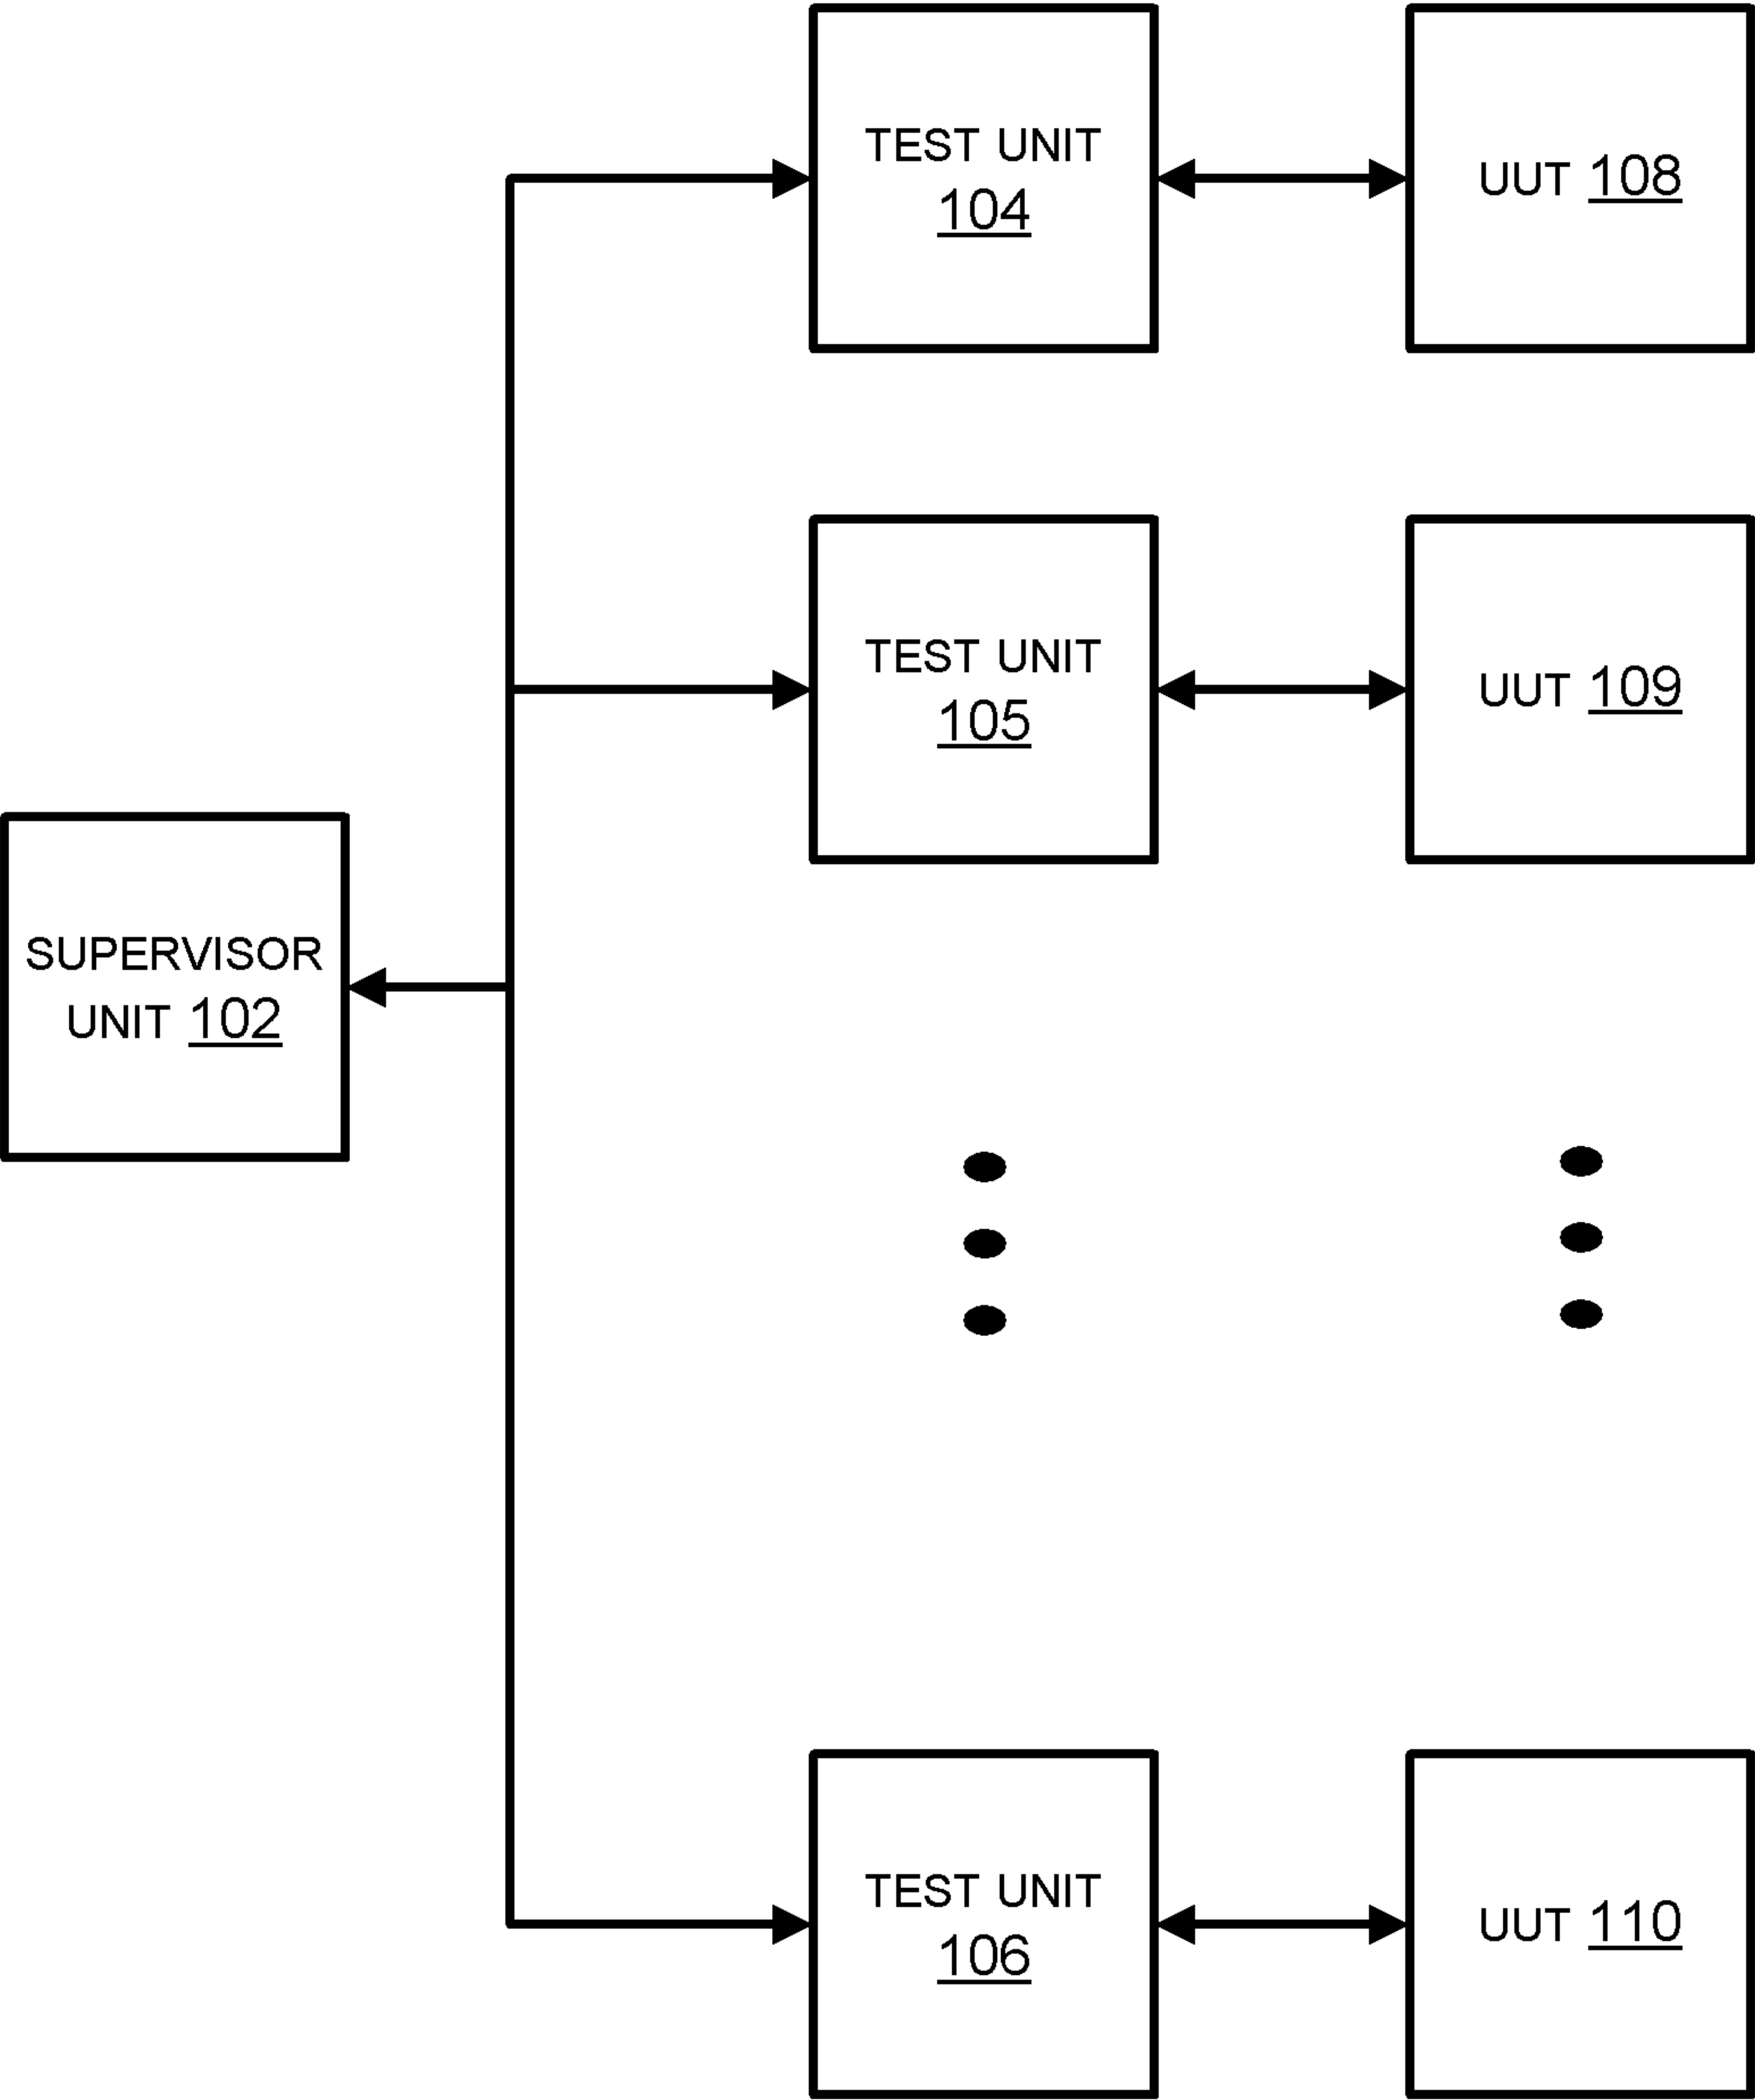 TEST UNIT
104
UUT 108
TEST UNIT
105
UUT 109
SUPERVISOR
UNIT 102
TEST UNIT
106
UUT 110